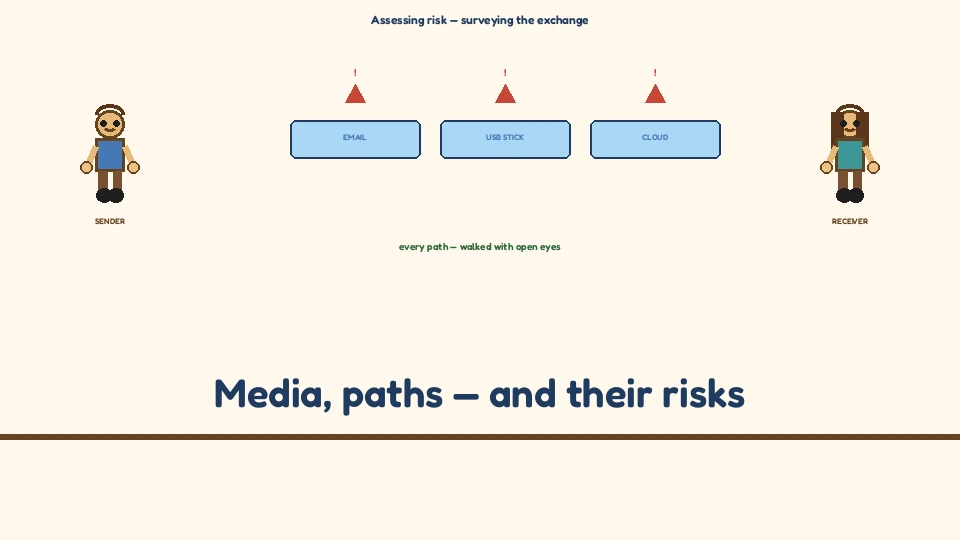 Assessing risk — surveying the exchange
! ! !
EMAIL USB STICK CLOUD
SENDER RECEIVER
every path — walked with open eyes
Media, paths — and their risks